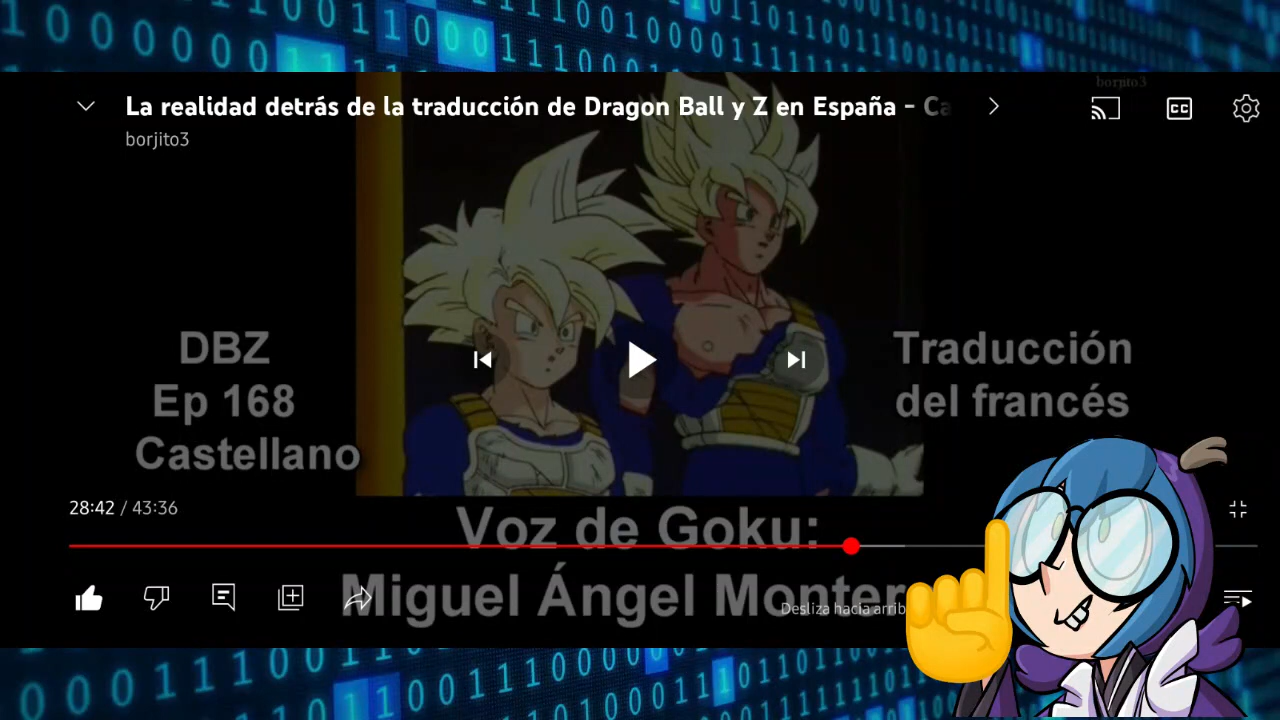 borjito3
La realidad detrás de la traducción de Dragon Ball y Z en España - Ca
CC
borjito3
DBZ
Ep 168
Castellano
Traducción
del francés
28:42 / 43:36
Voz de Goku:
Miguel Ángel Monter
Desliza hacia arrib